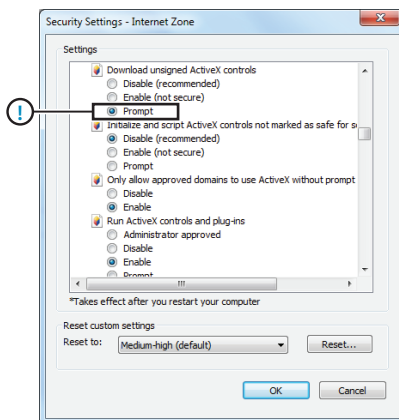 Security Settings - Internet Zone
Settings
Download unsigned ActiveX controls
Disable (recommended)
Enable (not secure)
!
Prompt
Initialize and script ActiveX controls not marked as safe for s
Disable (recommended)
Enable (not secure)
Prompt
Only allow approved domains to use ActiveX without prompt
Disable
Enable
Run ActiveX controls and plug-ins
Administrator approved
Disable
Enable
Prompt
*Takes effect after you restart your computer
Reset custom settings
Reset to:
Medium-high (default)
Reset...
OK
Cancel